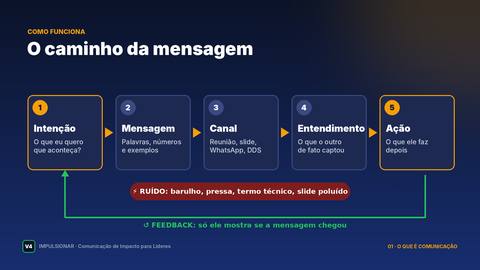 COMO FUNCIONA
O caminho da mensagem
1
Intenção
O que eu quero
que aconteça?
2
Mensagem
Palavras, números
e exemplos
3
Canal
Reunião, slide,
WhatsApp, DDS
4
Entendimento
O que o outro
de fato captou
5
Ação
O que ele faz
depois
⚡ RUÍDO: barulho, pressa, termo técnico, slide poluído
↺ FEEDBACK: só ele mostra se a mensagem chegou
V4 IMPULSIONAR · Comunicação de Impacto para Líderes
01 · O QUE É COMUNICAÇÃO